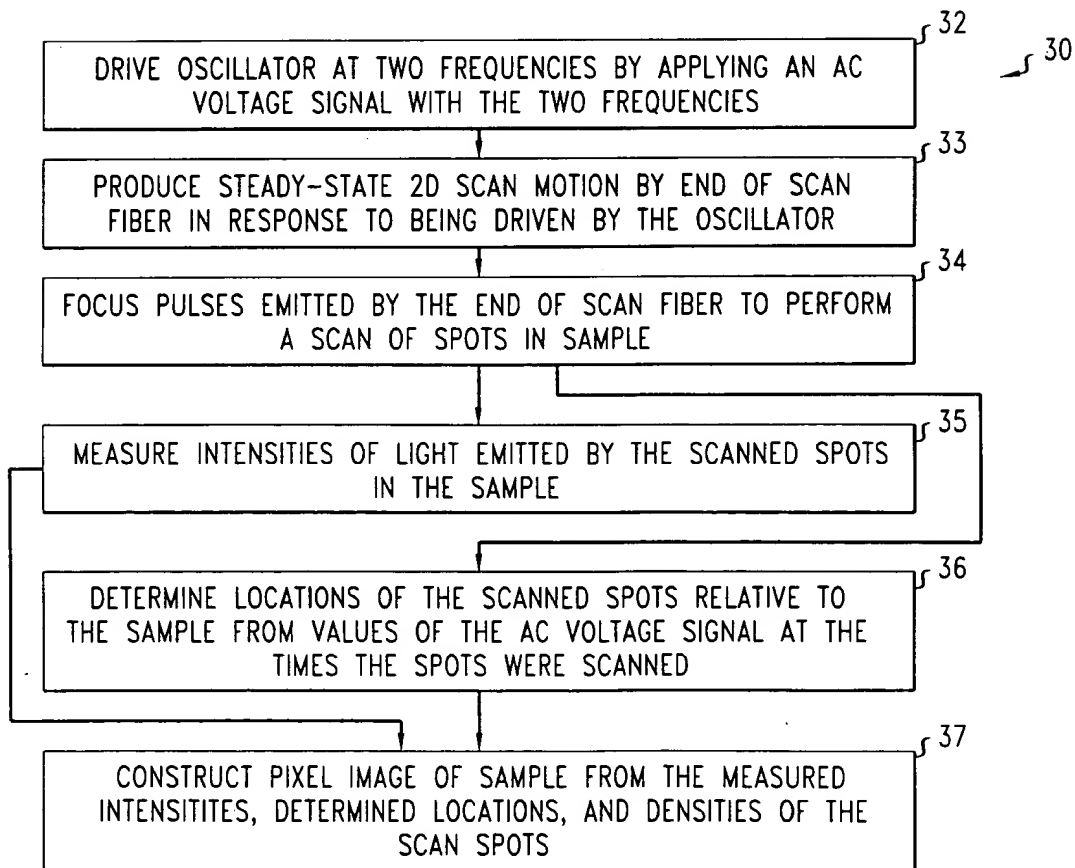 32
30
DRIVE OSCILLATOR AT TWO FREQUENCIES BY APPLYING AN AC
VOLTAGE SIGNAL WITH THE TWO FREQUENCIES
33
PRODUCE STEADY-STATE 2D SCAN MOTION BY END OF SCAN
FIBER IN RESPONSE TO BEING DRIVEN BY THE OSCILLATOR
34
FOCUS PULSES EMITTED BY THE END OF SCAN FIBER TO PERFORM
A SCAN OF SPOTS IN SAMPLE
35
MEASURE INTENSITIES OF LIGHT EMITTED BY THE SCANNED SPOTS
IN THE SAMPLE
36
DETERMINE LOCATIONS OF THE SCANNED SPOTS RELATIVE TO
THE SAMPLE FROM VALUES OF THE AC VOLTAGE SIGNAL AT THE
TIMES THE SPOTS WERE SCANNED
37
CONSTRUCT PIXEL IMAGE OF SAMPLE FROM THE MEASURED
INTENSITITES, DETERMINED LOCATIONS, AND DENSITIES OF THE
SCAN SPOTS